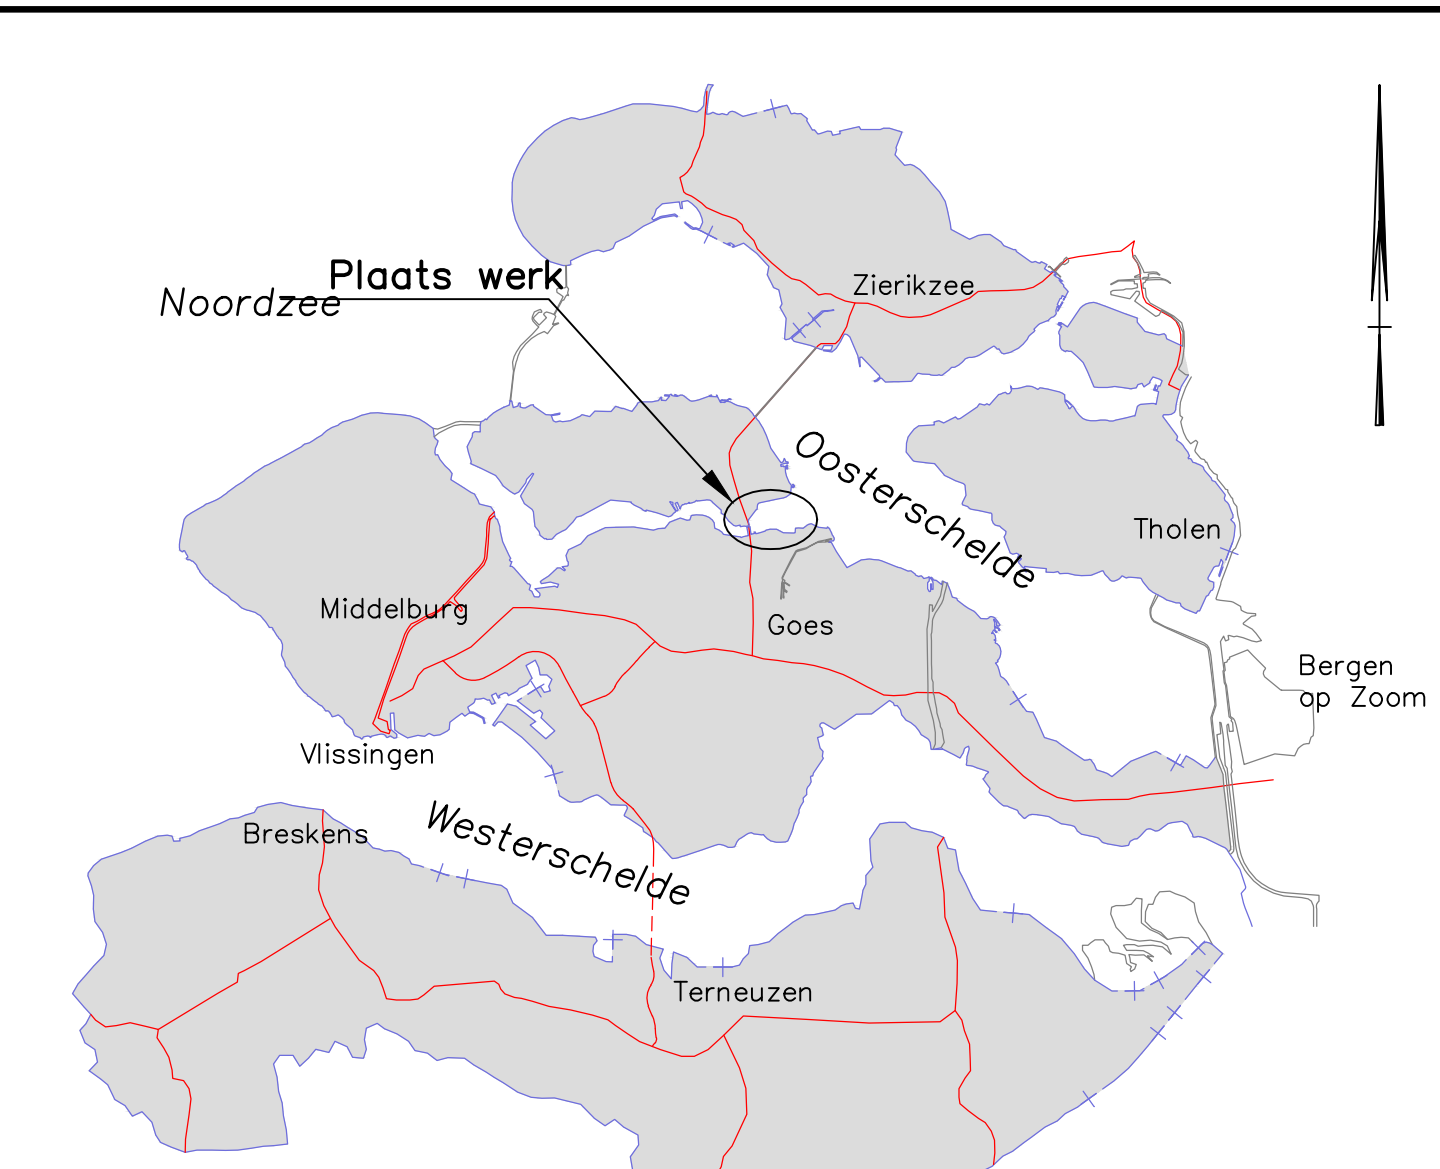 Plaats werk
Noordzee
Zierikzee
Oosterschelde
Tholen
Middelburg
Goes
Bergen
op Zoom
Vlissingen
Westerschelde
Breskens
Terneuzen